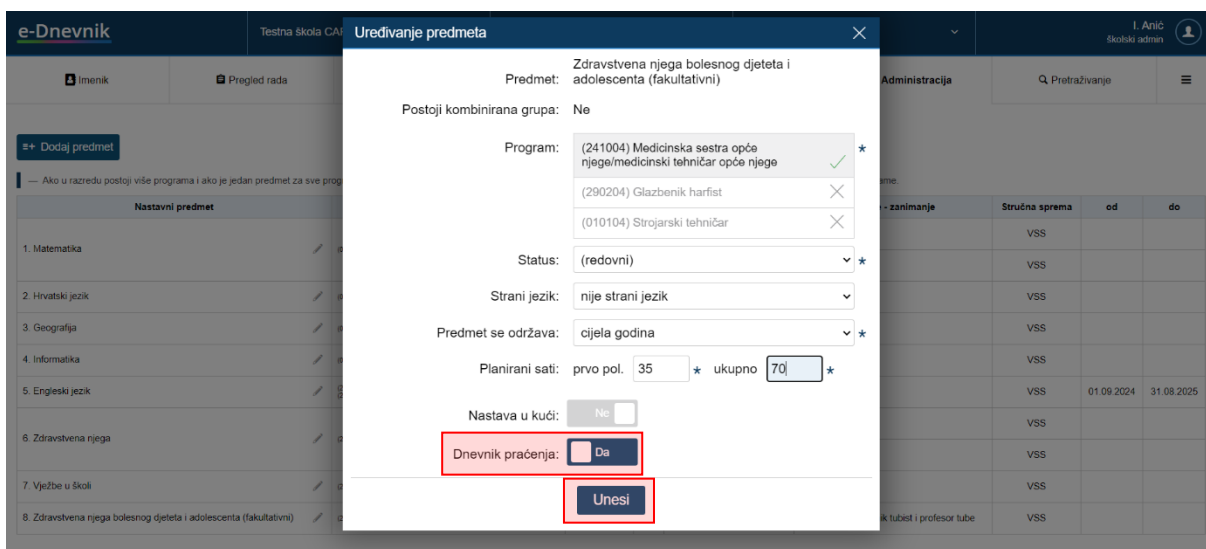 e-Dnevnik
Testna škola CAR
Uređivanje predmeta
I. Anić
školski admin
Imenik
Pregled rada
Administracija
Pretraživanje
Dodaj predmet
— Ako u razredu postoji više programa i ako je jedan predmet za sve
Nastavni predmet
- zanimanje
Stručna sprema
od
do
1. Matematika
VSS
VSS
2. Hrvatski jezik
VSS
3. Geografija
VSS
4. Informatika
VSS
5. Engleski jezik
VSS
01.09.2024
31.08.2025
6. Zdravstvena njega
VSS
VSS
7. Vježbe u školi
VSS
8. Zdravstvena njega bolesnog djeteta i adolescenta (fakultativni)
tubist i profesor tube
VSS
Predmet:
Zdravstvena njega bolesnog djeteta i
adolescenta (fakultativni)
Postoji kombinirana grupa: Ne
Program:
(241004) Medicinska sestra opće
njege/medicinski tehničar opće njege
*
(290204) Glazbenik harfist
(010104) Strojarski tehničar
Status: (redovni) *
Strani jezik: nije strani jezik
Predmet se održava: cijela godina *
Planirani sati: prvo pol. 35 * ukupno 70 *
Nastava u kući: Ne
Dnevnik praćenja: Da
Unesi